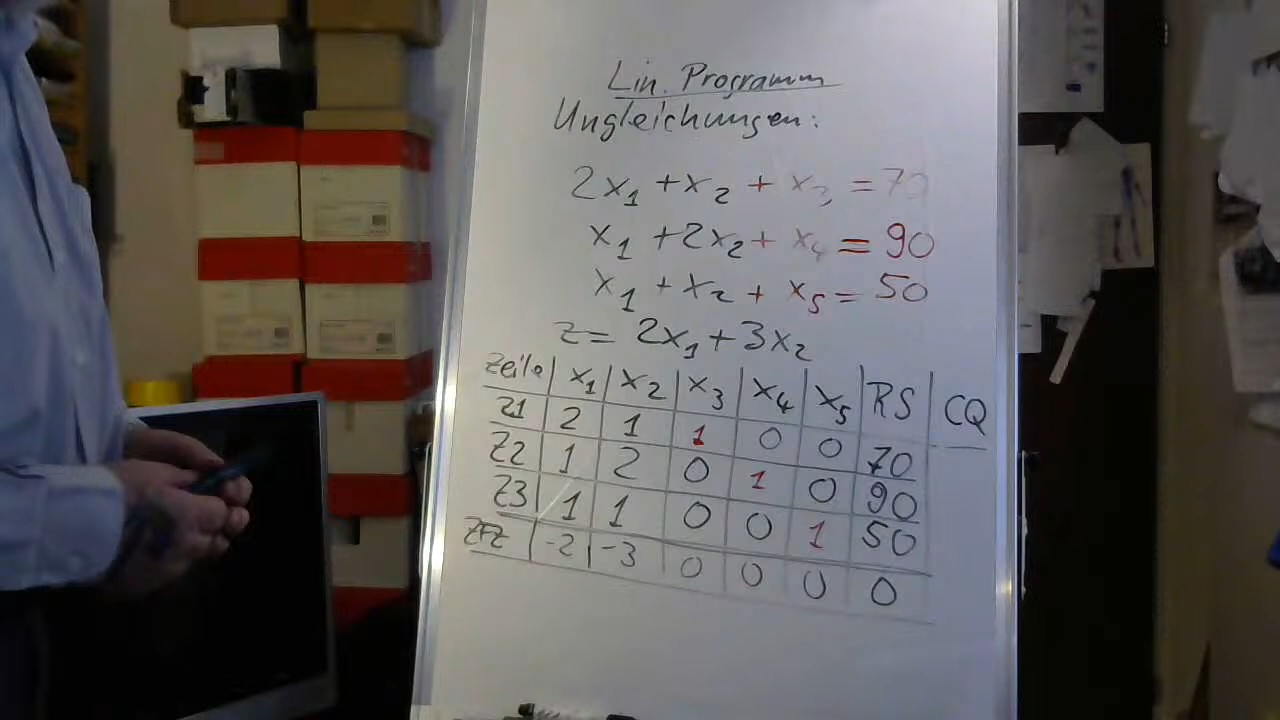 Lin. Programm
Ungleichungen:
2x₁ + x₂ + x₃ = 70
x₁ + 2x₂ + x₄ = 90
x₁ + x₂ + x₅ = 50
z = 2x₁ + 3x₂
Zeile | x₁ | x₂ | x₃ | x₄ | x₅ | RS | CQ
Z1 | 2 | 1 | 1 | 0 | 0 | 70
Z2 | 1 | 2 | 0 | 1 | 0 | 90
Z3 | 1 | 1 | 0 | 0 | 1 | 50
ZFZ | -2 | -3 | 0 | 0 | 0 | 0